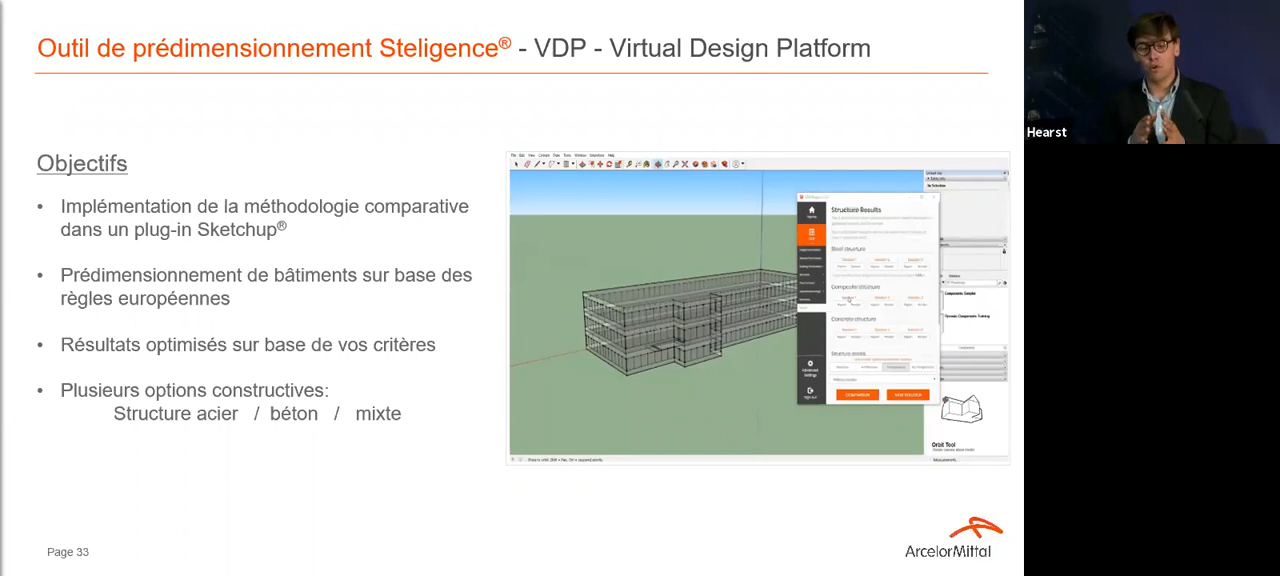 Outil de prédimensionnement Steligence® - VDP - Virtual Design Platform
Hearst
Objectifs
• Implémentation de la méthodologie comparative
dans un plug-in Sketchup®
• Prédimensionnement de bâtiments sur base des
règles européennes
• Résultats optimisés sur base de vos critères
• Plusieurs options constructives:
Structure acier / béton / mixte
Structure Results
Steel structure
Composite structure
Concrete structure
Advanced
Settings
Orbit Tool
Page 33
ArcelorMittal